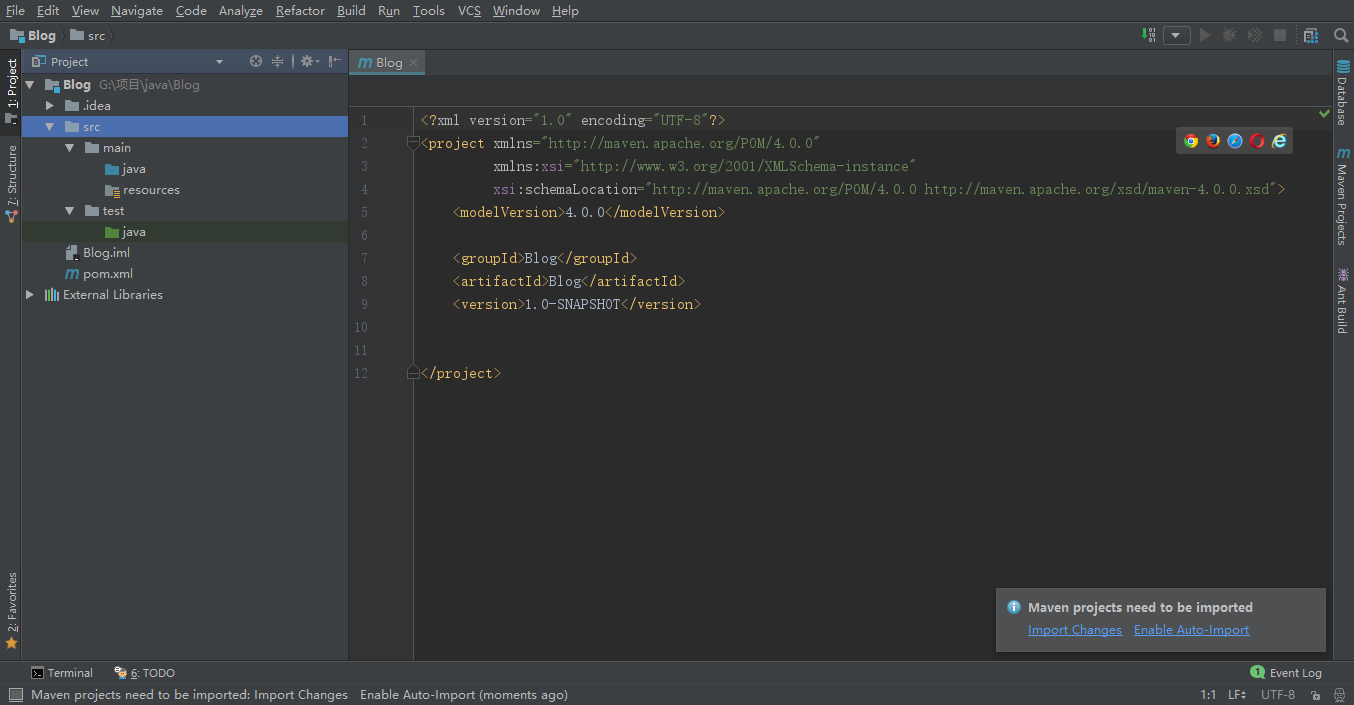 File Edit View Navigate Code Analyze Refactor Build Run Tools VCS Window Help
Blog src
1: Project
7: Structure
2: Favorites
Project
Blog G:\项目\java\Blog
.idea
src
main
java
resources
test
java
Blog.iml
pom.xml
External Libraries
m Blog
1 <?xml version="1.0" encoding="UTF-8"?>
2 <project xmlns="http://maven.apache.org/POM/4.0.0"
3 xmlns:xsi="http://www.w3.org/2001/XMLSchema-instance"
4 xsi:schemaLocation="http://maven.apache.org/POM/4.0.0 http://maven.apache.org/xsd/maven-4.0.0.xsd">
5 <modelVersion>4.0.0</modelVersion>
6
7 <groupId>Blog</groupId>
8 <artifactId>Blog</artifactId>
9 <version>1.0-SNAPSHOT</version>
10
11
12 </project>
Database
Maven Projects
Ant Build
Maven projects need to be imported
Import Changes Enable Auto-Import
Terminal 6: TODO 1 Event Log
Maven projects need to be imported: Import Changes Enable Auto-Import (moments ago) 1:1 LF UTF-8